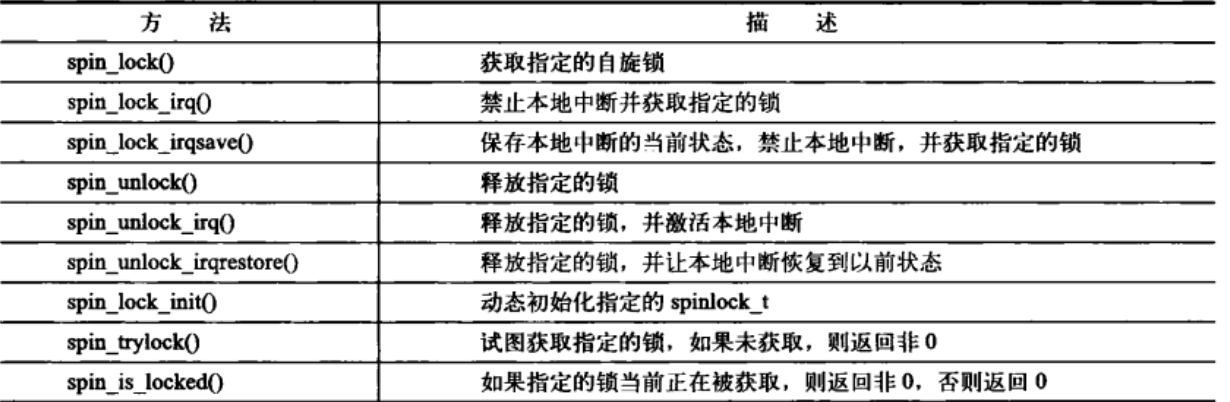 方 法 描 述
spin_lock() 获取指定的自旋锁
spin_lock_irq() 禁止本地中断并获取指定的锁
spin_lock_irqsave() 保存本地中断的当前状态，禁止本地中断，并获取指定的锁
spin_unlock() 释放指定的锁
spin_unlock_irq() 释放指定的锁，并激活本地中断
spin_unlock_irqrestore() 释放指定的锁，并让本地中断恢复到以前状态
spin_lock_init() 动态初始化指定的 spinlock_t
spin_trylock() 试图获取指定的锁，如果未获取，则返回非 0
spin_is_locked() 如果指定的锁当前正在被获取，则返回非 0，否则返回 0